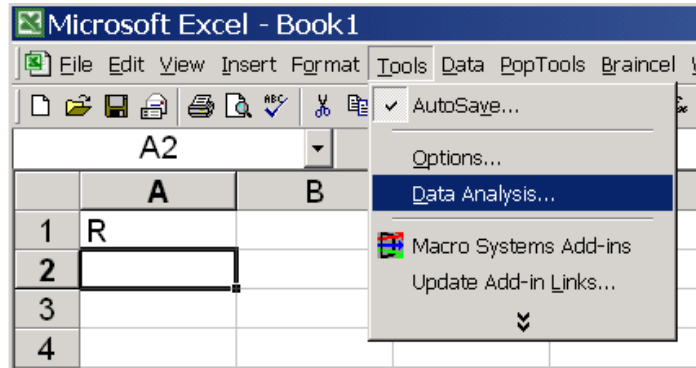 Microsoft Excel - Book1
File Edit View Insert Format Tools Data PopTools Braincel
ABC
AutoSave...
A2
Options...
Data Analysis...
A B
1 R
Macro Systems Add-ins
2
Update Add-in Links...
3
4